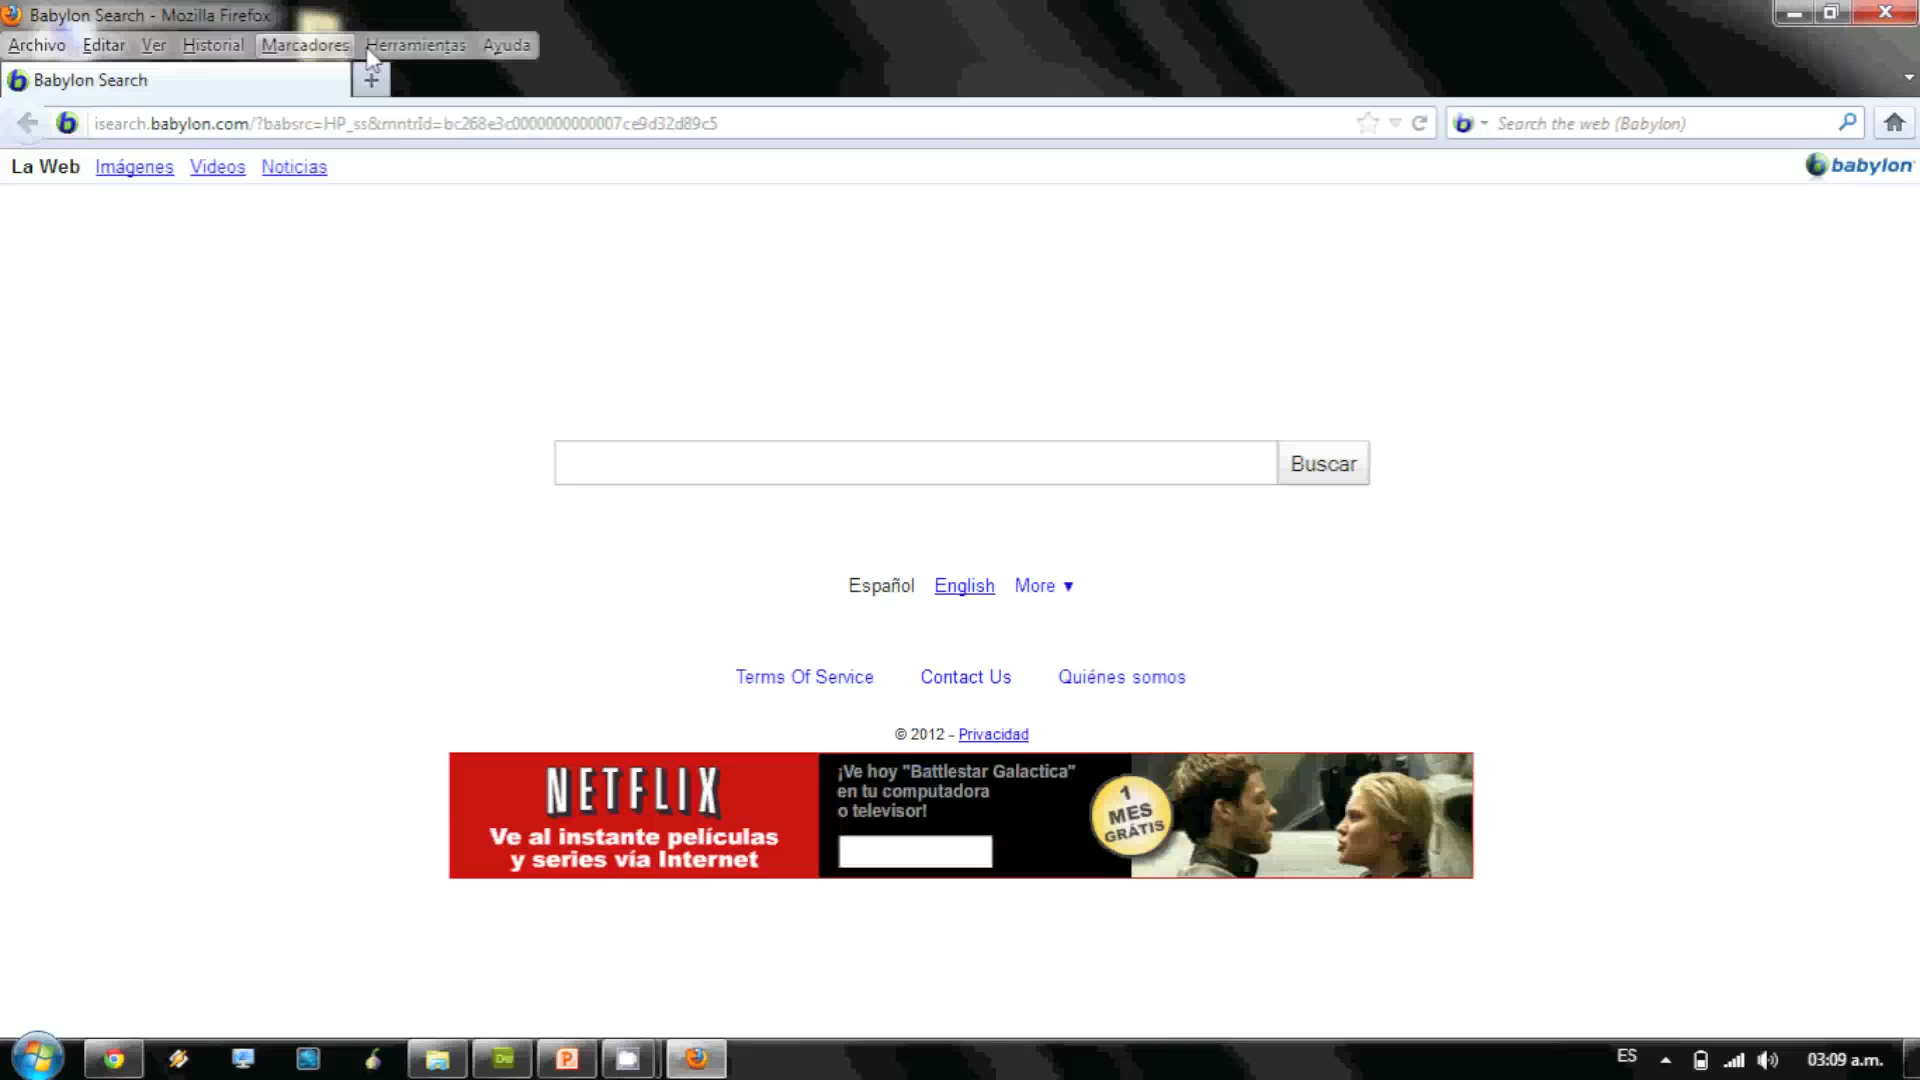 Babylon Search - Mozilla Firefox
Archivo Editar Ver Historial Marcadores Herramientas Ayuda
Babylon Search
isearch.babylon.com/?babsrc=HP_ss&mntrId=bc268e3c0000000000007ce9d32d89c5
Search the web (Babylon)
La Web Imágenes Videos Noticias
babylon
Buscar
Español English More ▼
Terms Of Service Contact Us Quiénes somos
© 2012 - Privacidad
NETFLIX
Ve al instante películas
y series vía Internet
¡Ve hoy "Battlestar Galactica"
en tu computadora
o televisor!
1
MES
GRÁTIS
Dw
P
ES
03:09 a.m.